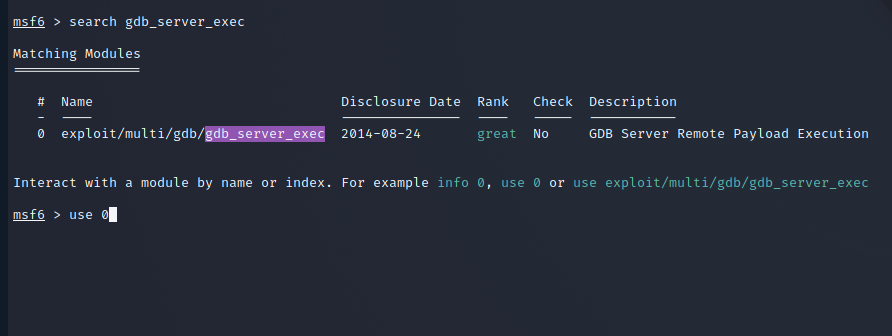 msf6 > search gdb_server_exec
Matching Modules
================
# Name Disclosure Date Rank Check Description
- ---- --------------- ---- ----- -----------
0 exploit/multi/gdb/gdb_server_exec 2014-08-24 great No GDB Server Remote Payload Execution
Interact with a module by name or index. For example info 0, use 0 or use exploit/multi/gdb/gdb_server_exec
msf6 > use 0